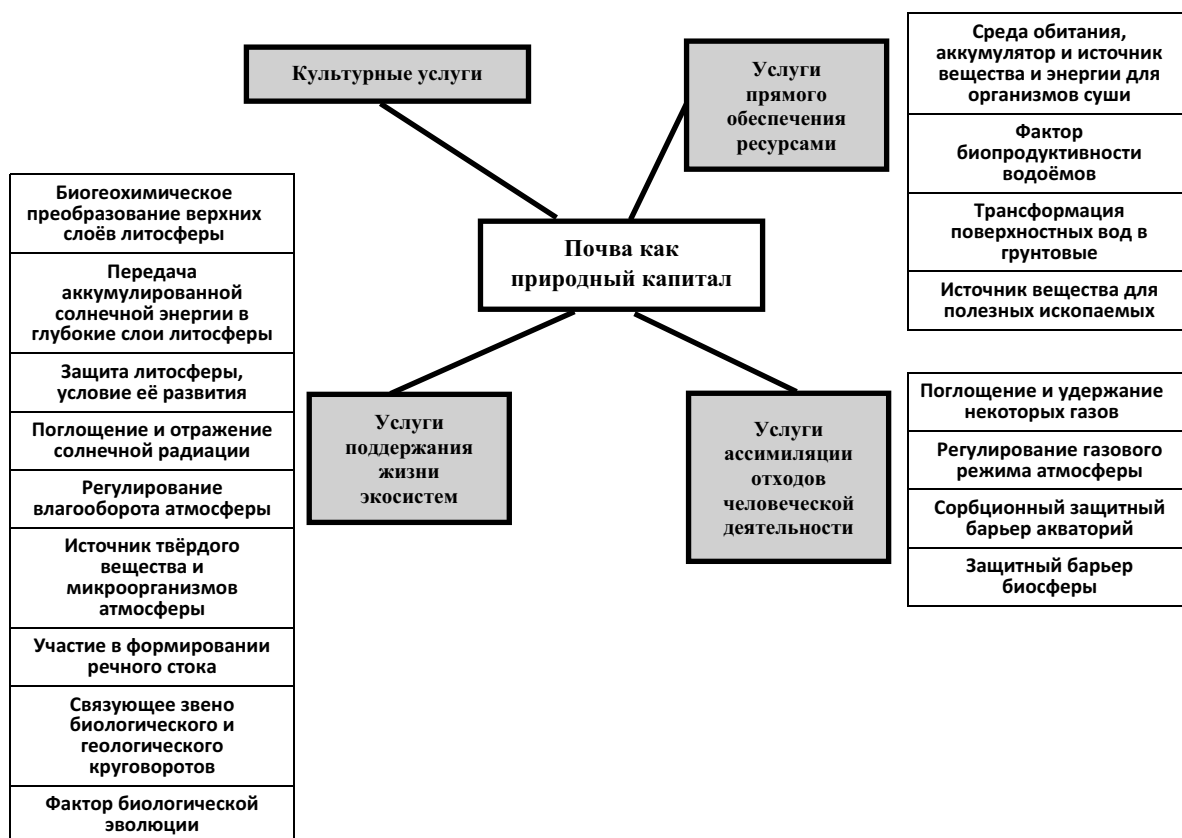 Культурные услуги
Услуги
прямого
обеспечения
ресурсами
Среда обитания,
аккумулятор и источник
вещества и энергии для
организмов суши
Фактор
биопродуктивности
водоёмов
Трансформация
поверхностных вод в
грунтовые
Источник вещества для
полезных ископаемых
Почва как
природный капитал
Биогеохимическое
преобразование верхних
слоёв литосферы
Передача
аккумулированной
солнечной энергии в
глубокие слои литосферы
Защита литосферы,
условие её развития
Поглощение и отражение
солнечной радиации
Регулирование
влагооборота атмосферы
Источник твёрдого
вещества и
микроорганизмов
атмосферы
Участие в формировании
речного стока
Связующее звено
биологического и
геологического
круговоротов
Фактор биологической
эволюции
Услуги
поддержания
жизни
экосистем
Услуги
ассимиляции
отходов
человеческой
деятельности
Поглощение и удержание
некоторых газов
Регулирование газового
режима атмосферы
Сорбционный защитный
барьер акваторий
Защитный барьер
биосферы